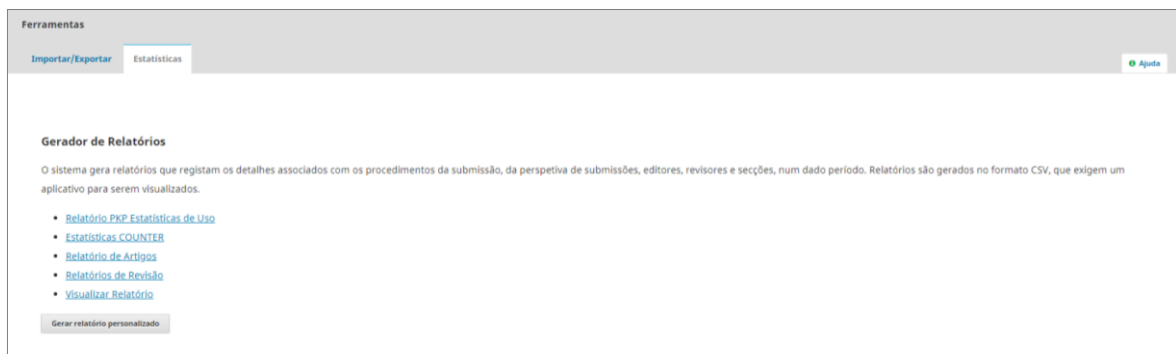 Ferramentas
Importar/Exportar Estatísticas
Ajuda
Gerador de Relatórios
O sistema gera relatórios que registam os detalhes associados com os procedimentos da submissão, da perspetiva de submissões, editores, revisores e secções, num dado período. Relatórios são gerados no formato CSV, que exigem um
aplicativo para serem visualizados.
Relatório PKP Estatísticas de Uso
Estatísticas COUNTER
Relatório de Artigos
Relatórios de Revisão
Visualizar Relatório
Gerar relatório personalizado